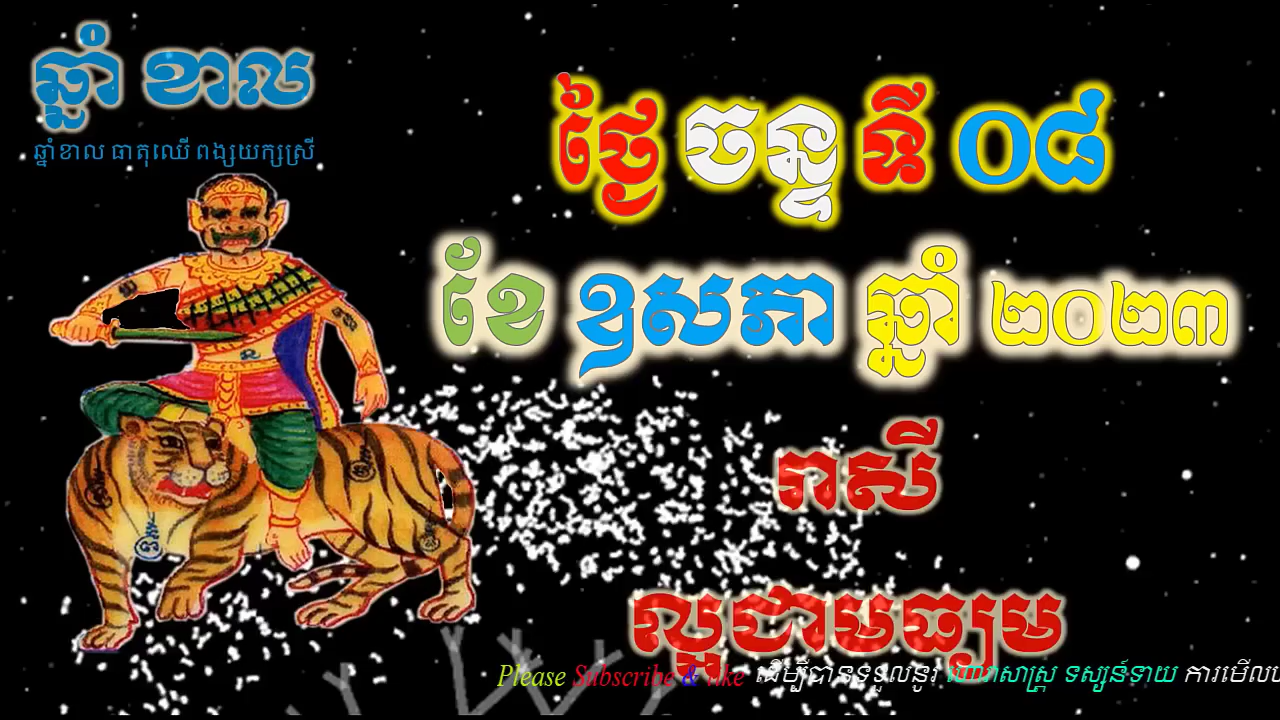 ឆ្នាំ ខាល
ឆ្នាំខាល ធាតុឈើ ពង្សយក្សស្រី
ថ្ងៃ ចន្ទ ទី ០៨
ខែ ឧសភា ឆ្នាំ ២០២៣
រាសី
ល្អជាមធ្យម
Please Subscribe & like ដើម្បីបានទទួលនូវ ហោរាសាស្ត្រ ទស្សន៍ទាយ ការមើល